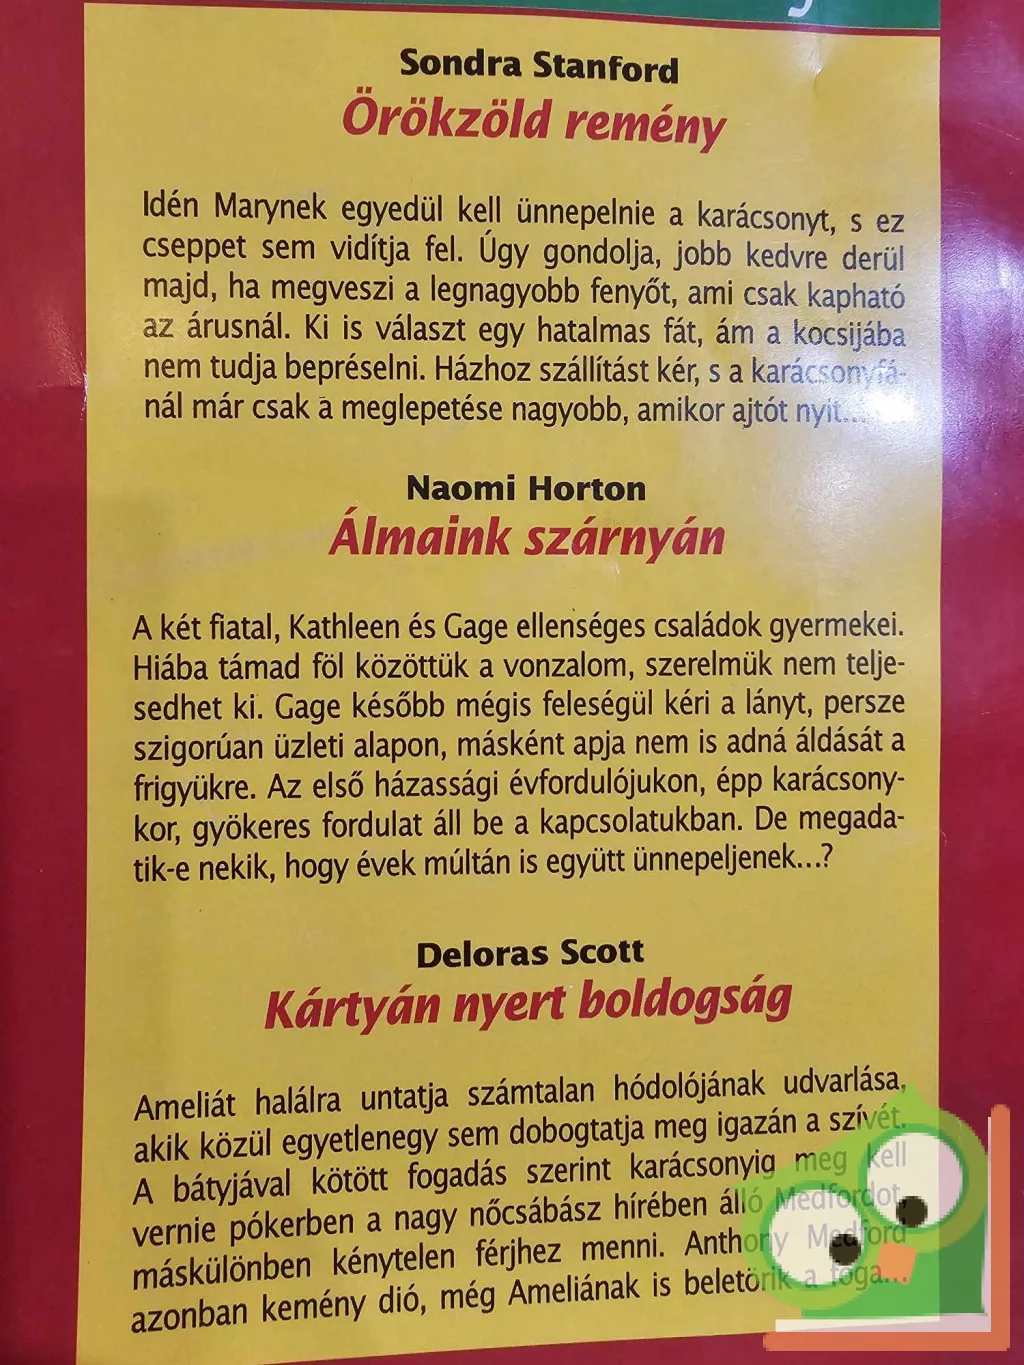 Sondra Stanford
Örökzöld remény
Idén Marynek egyedül kell ünnepelnie a karácsonyt, s ez
cseppet sem vidítja fel. Úgy gondolja, jobb kedvre derül
majd, ha megveszi a legnagyobb fenyőt, ami csak kapható
az árusnál. Ki is választ egy hatalmas fát, ám a kocsijába
nem tudja bepréselni. Házhoz szállítást kér, s a karácsonyfá-
nál már csak a meglepetése nagyobb, amikor ajtót nyit...
Naomi Horton
Álmaink szárnyán
A két fiatal, Kathleen és Gage ellenséges családok gyermekei.
Hiába támad föl közöttük a vonzalom, szerelmük nem telje-
sedhet ki. Gage később mégis feleségül kéri a lányt, persze
szigorúan üzleti alapon, másként apja nem is adná áldását a
frigyükre. Az első házassági évfordulójukon, épp karácsony-
kor, gyökeres fordulat áll be a kapcsolatukban. De megada-
tik-e nekik, hogy évek múltán is együtt ünnepeljenek...?
Deloras Scott
Kártyán nyert boldogság
Ameliát halálra untatja számtalan hódolójának udvarlása,
akik közül egyetlenegy sem dobogtatja meg igazán a szívét.
A bátyjával kötött fogadás szerint karácsonyig meg kell
vernie pókerben a nagy nőcsábász hírében álló Medfordot,
máskülönben kénytelen férjhez menni. Anthony Medford
azonban kemény dió, még Ameliának is beletörik a foga...